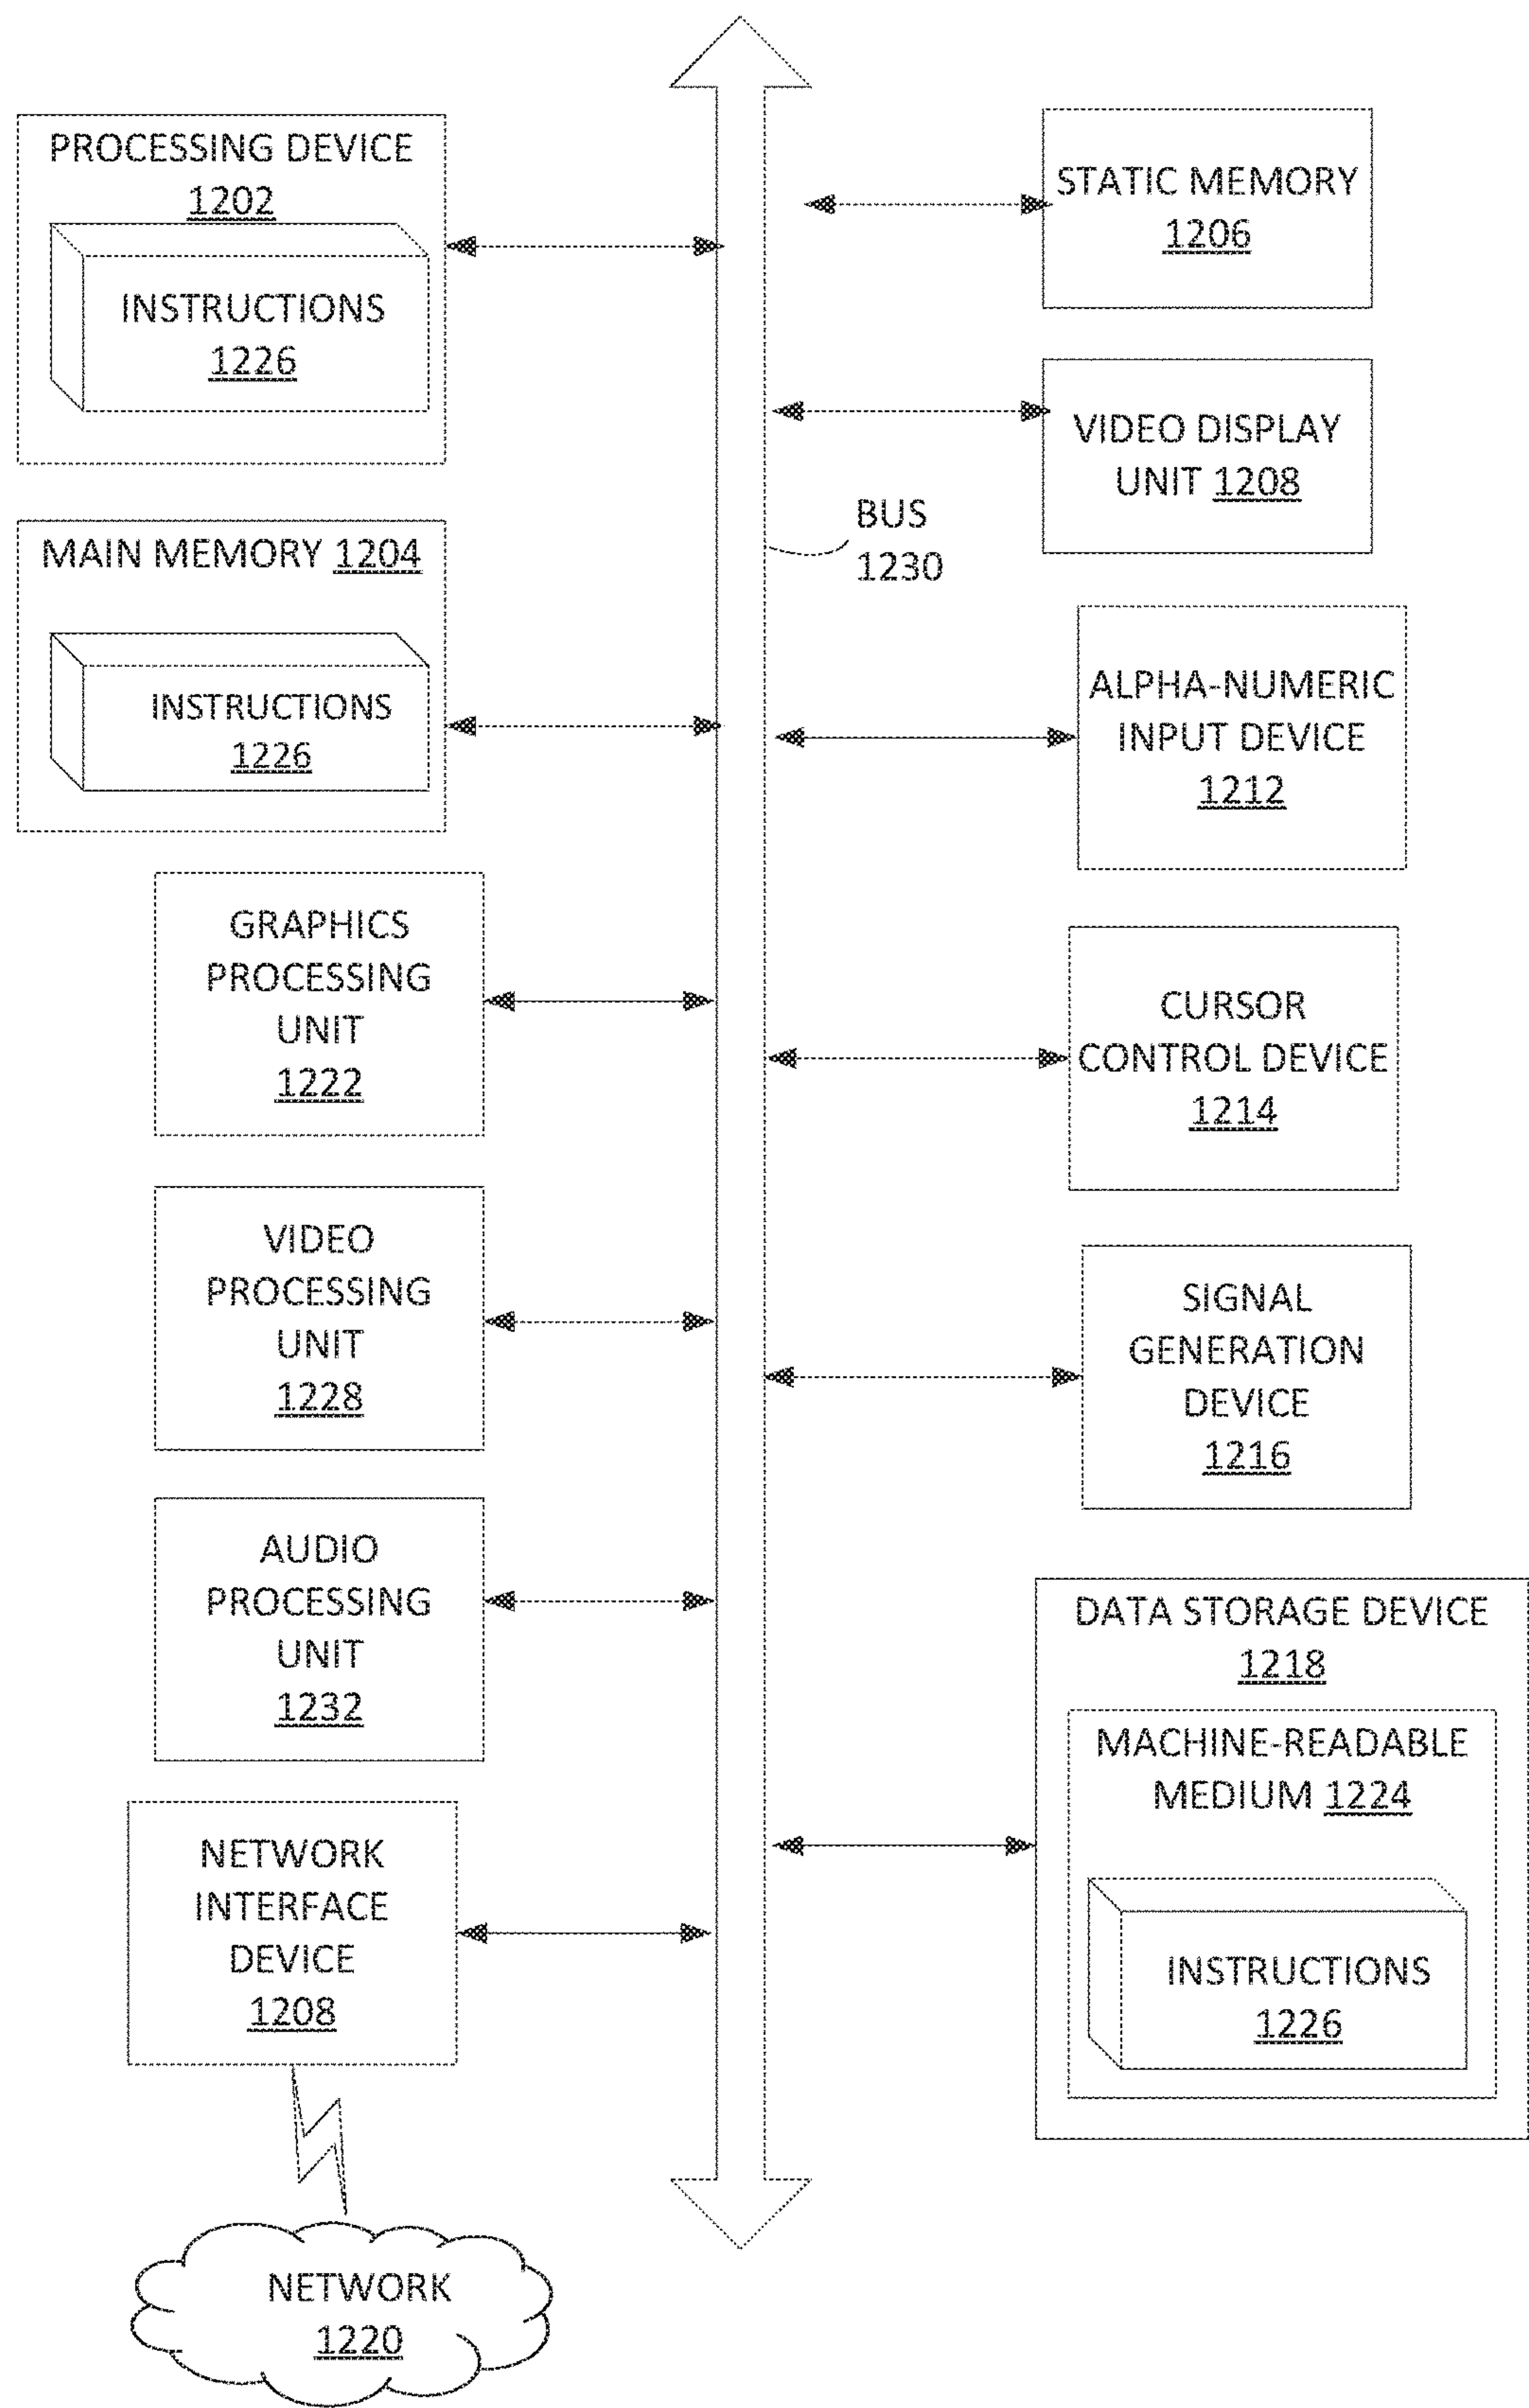 PROCESSING DEVICE
1202
INSTRUCTIONS
1226
MAIN MEMORY 1204
INSTRUCTIONS
1226
GRAPHICS
PROCESSING
UNIT
1222
VIDEO
PROCESSING
UNIT
1228
AUDIO
PROCESSING
UNIT
1232
NETWORK
INTERFACE
DEVICE
1208
NETWORK
1220
BUS
1230
STATIC MEMORY
1206
VIDEO DISPLAY
UNIT 1208
ALPHA-NUMERIC
INPUT DEVICE
1212
CURSOR
CONTROL DEVICE
1214
SIGNAL
GENERATION
DEVICE
1216
DATA STORAGE DEVICE
1218
MACHINE-READABLE
MEDIUM 1224
INSTRUCTIONS
1226